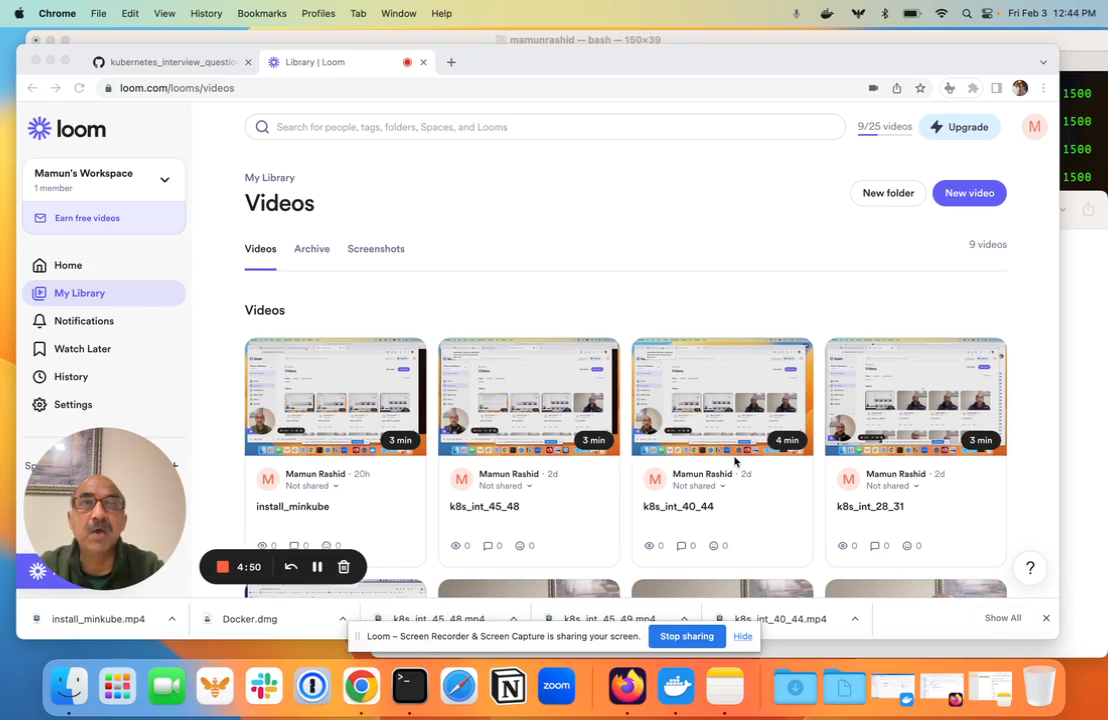 Chrome File Edit View History Bookmarks Profiles Tab Window Help Fri Feb 3 12:44 PM
mamunrashid — bash — 150×39
kubernetes_interview_questio
Library | Loom
loom.com/looms/videos
1500
1500
1500
1500
loom
Search for people, tags, folders, Spaces, and Looms
9/25 videos
Upgrade
M
Mamun's Workspace
1 member
Earn free videos
Home
My Library
Notifications
Watch Later
History
Settings
My Library
Videos
New folder
New video
Videos Archive Screenshots
9 videos
Videos
3 min
M
Mamun Rashid · 20h
Not shared
install_minkube
0 0 0
3 min
M
Mamun Rashid · 2d
Not shared
k8s_int_45_48
0 0 0
4 min
M
Mamun Rashid · 2d
Not shared
k8s_int_40_44
0 0 0
3 min
M
Mamun Rashid · 2d
Not shared
k8s_int_28_31
0 0 0
4:50
?
install_minkube.mp4
Docker.dmg
k8s_int_45_48.mp4
k8s_int_45_49.mp4
k8s_int_40_44.mp4
Show All
Loom – Screen Recorder & Screen Capture is sharing your screen.
Stop sharing
Hide
zoom